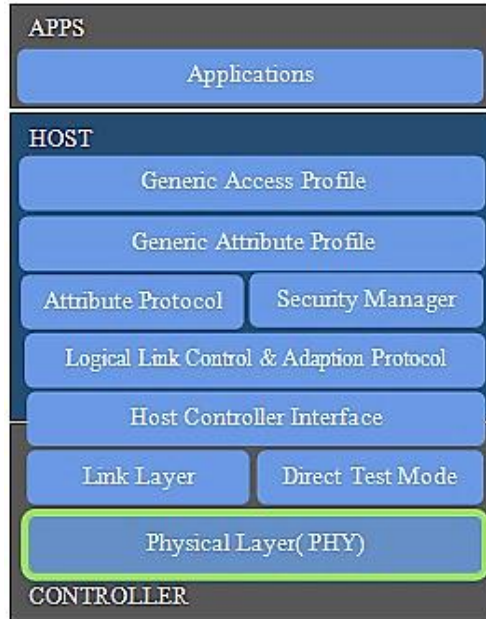 APPS
Applications
HOST
Generic Access Profile
Generic Attribute Profile
Attribute Protocol
Security Manager
Logical Link Control & Adaption Protocol
Host Controller Interface
Link Layer
Direct Test Mode
Physical Layer( PHY)
CONTROLLER